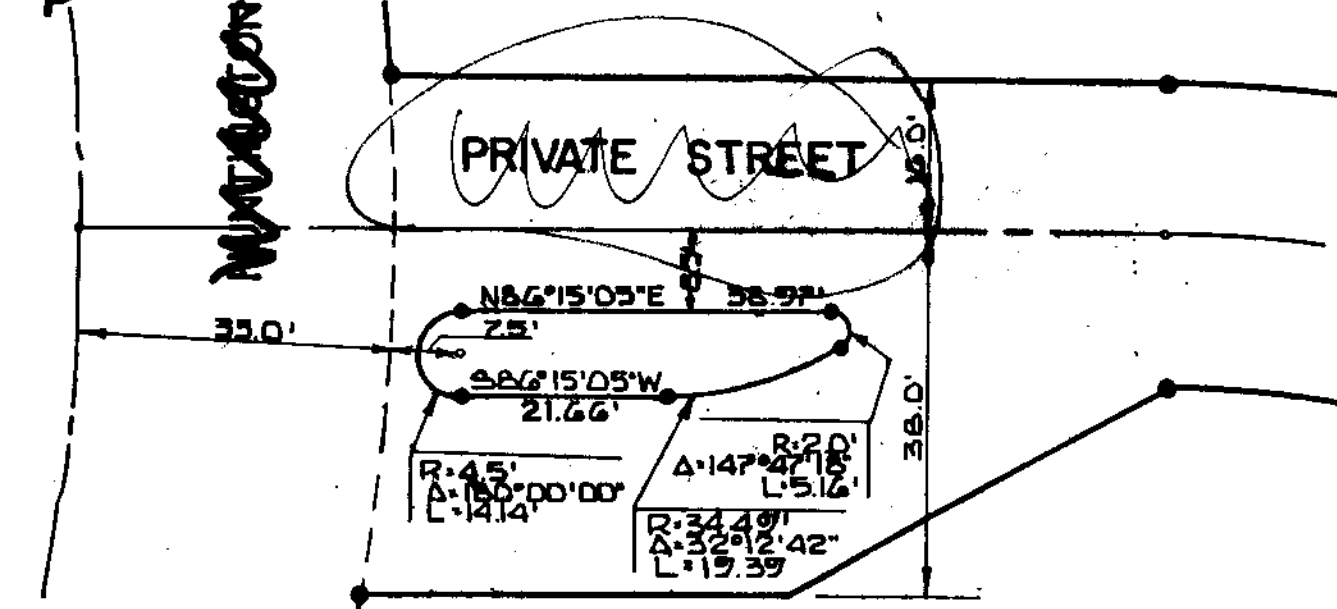 PRIVATE STREET
N86°15'05"E 38.97'
35.0'
7.5'
S86°15'05"W
21.66'
38.0'
R=2.0'
Δ=147°47'18"
L=5.16'
R=4.5'
Δ=180°00'00"
L=14.14'
R=34.49'
Δ=32°12'42"
L=19.39